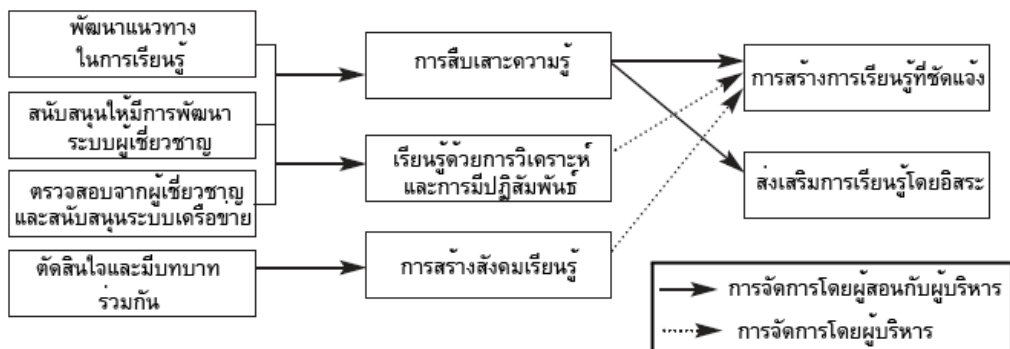 พัฒนาแนวทาง
ในการเรียนรู้
สนับสนุนให้มีการพัฒนา
ระบบผู้เชี่ยวชาญ
ตรวจสอบจากผู้เชี่ยวชาญ
และสนับสนุนระบบเครือข่าย
ตัดสินใจและมีบทบาท
ร่วมกัน
การสืบเสาะความรู้
เรียนรู้ด้วยการวิเคราะห์
และการมีปฏิสัมพันธ์
การสร้างสังคมเรียนรู้
การสร้างการเรียนรู้ที่ชัดแจ้ง
ส่งเสริมการเรียนรู้โดยอิสระ
การจัดการโดยผู้สอนกับผู้บริหาร
การจัดการโดยผู้บริหาร